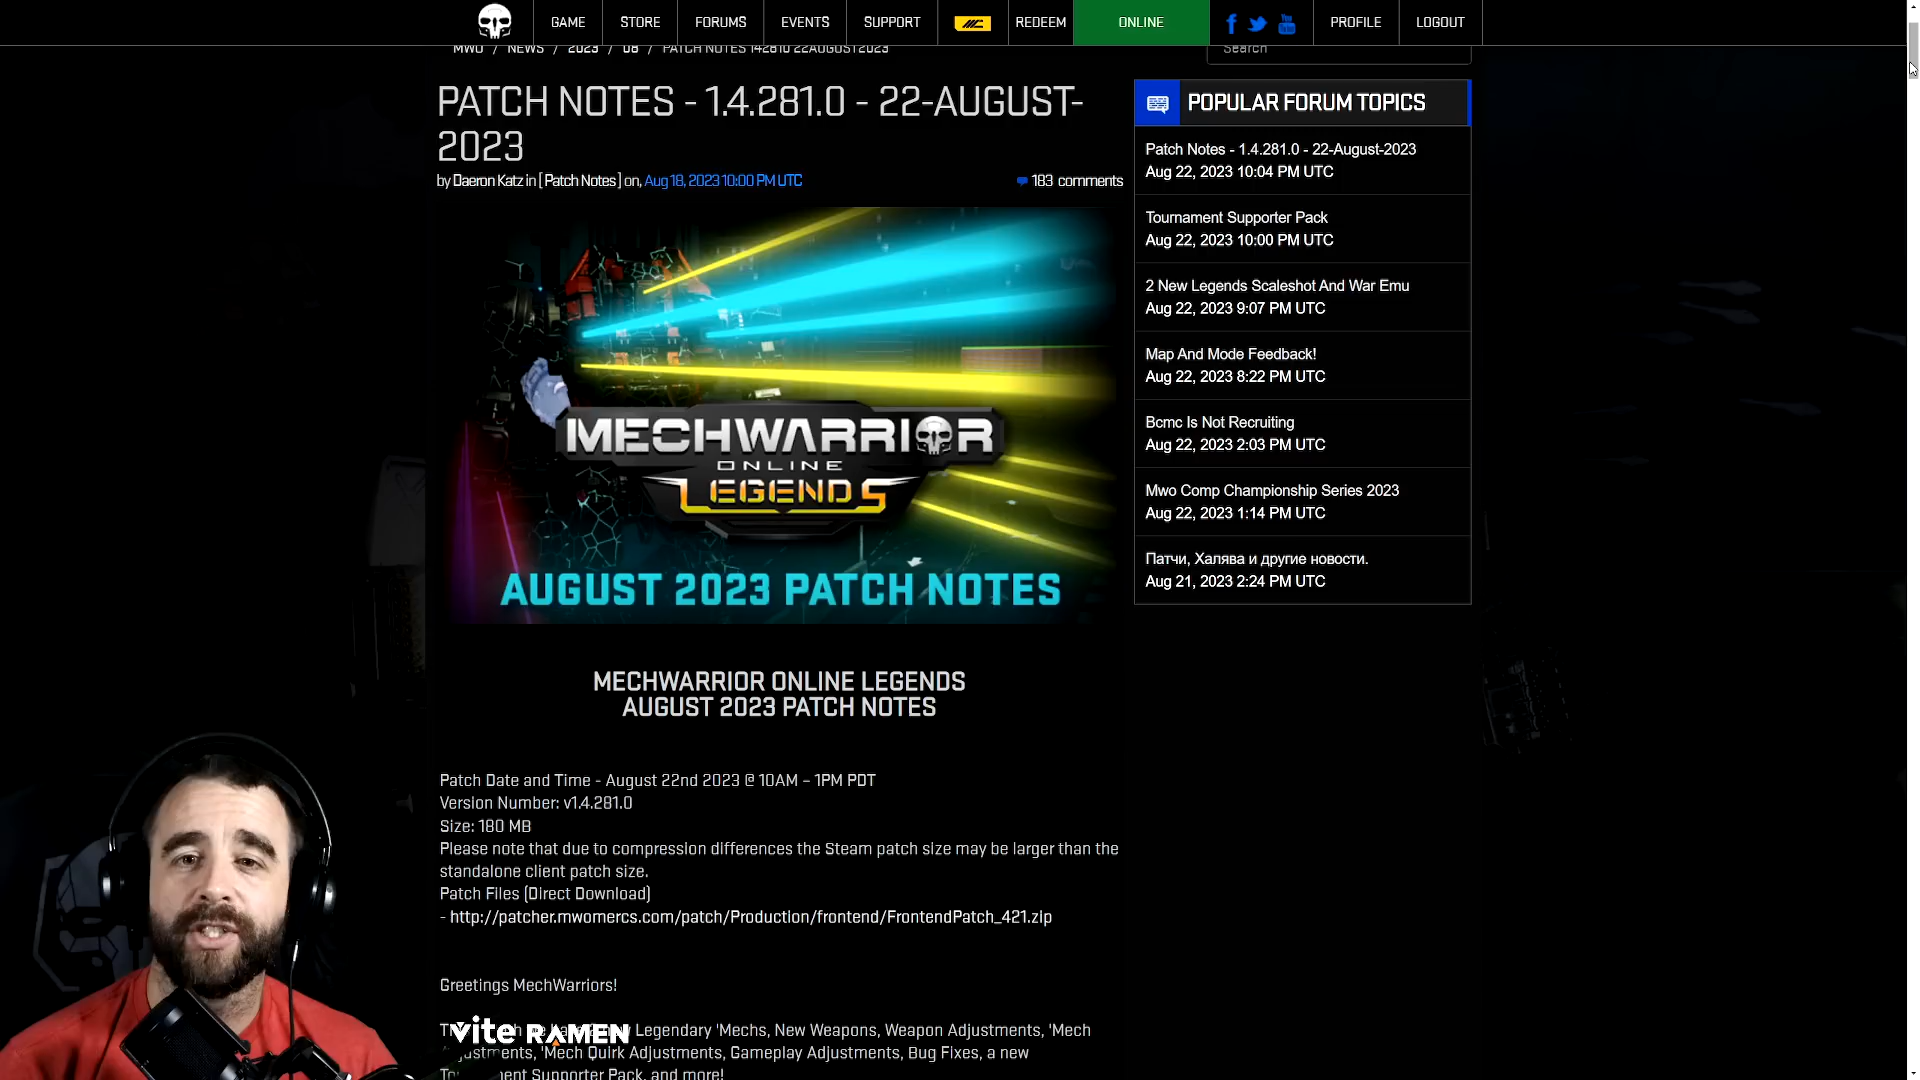 GAME STORE FORUMS EVENTS SUPPORT MC REDEEM ONLINE PROFILE LOGOUT
MWO / NEWS / 2023 / 08 / PATCH NOTES 142810 22AUGUST2023
Search
PATCH NOTES - 1.4.281.0 - 22-AUGUST-
2023
by Daeron Katz in [ Patch Notes ] on, Aug 18, 2023 10:00 PM UTC
183 comments
MECHWARRIOR
ONLINE
LEGENDS
AUGUST 2023 PATCH NOTES
MECHWARRIOR ONLINE LEGENDS
AUGUST 2023 PATCH NOTES
Patch Date and Time - August 22nd 2023 @ 10AM – 1PM PDT
Version Number: v1.4.281.0
Size: 180 MB
Please note that due to compression differences the Steam patch size may be larger than the
standalone client patch size.
Patch Files (Direct Download)
- http://patcher.mwomercs.com/patch/Production/frontend/FrontendPatch_421.zip
Greetings MechWarriors!
Legendary 'Mechs, New Weapons, Weapon Adjustments, 'Mech
'Mech Quirk Adjustments, Gameplay Adjustments, Bug Fixes, a new
Supporter Pack, and more!
vite RAMEN
POPULAR FORUM TOPICS
Patch Notes - 1.4.281.0 - 22-August-2023
Aug 22, 2023 10:04 PM UTC
Tournament Supporter Pack
Aug 22, 2023 10:00 PM UTC
2 New Legends Scaleshot And War Emu
Aug 22, 2023 9:07 PM UTC
Map And Mode Feedback!
Aug 22, 2023 8:22 PM UTC
Bcmc Is Not Recruiting
Aug 22, 2023 2:03 PM UTC
Mwo Comp Championship Series 2023
Aug 22, 2023 1:14 PM UTC
Патчи, Халява и другие новости.
Aug 21, 2023 2:24 PM UTC